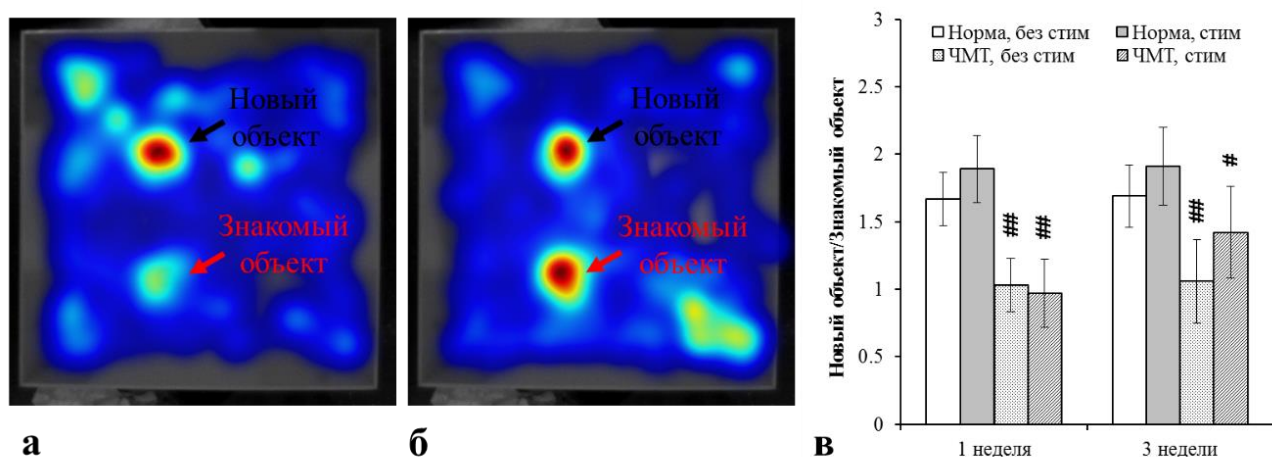 Новый
объект
Знакомый
объект
а
Новый
объект
Знакомый
объект
б
Новый объект/Знакомый объект
3
2.5
2
1.5
1
0.5
0
Норма, без стим
Норма, стим
ЧМТ, без стим
ЧМТ, стим
##
##
##
#
1 неделя
3 недели
в